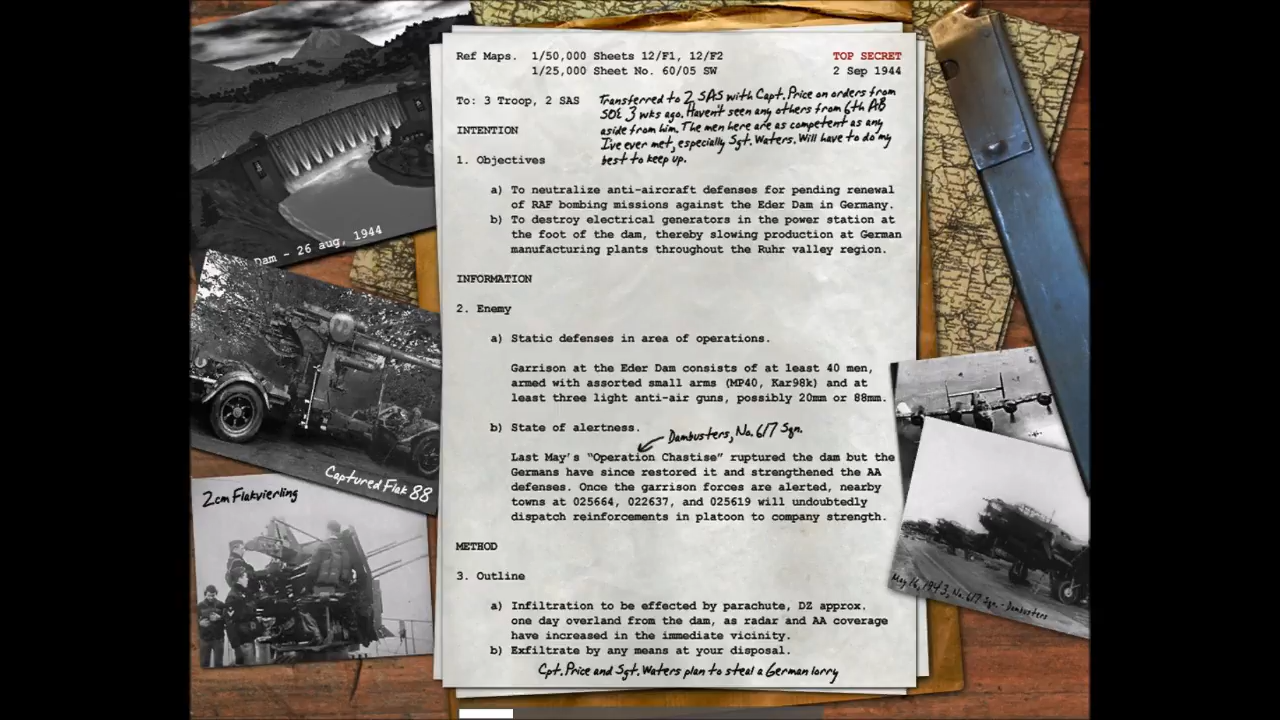 Ref Maps. 1/50,000 Sheets 12/F1, 12/F2
TOP SECRET
1/25,000 Sheet No. 60/05 SW
2 Sep 1944
To: 3 Troop, 2 SAS
Transferred to 2 SAS with Capt. Price on orders from
SOE 3 wks ago. Haven't seen any others from 6th AB
aside from him. The men here are as competent as any
I've ever met, especially Sgt. Waters. Will have to do my
best to keep up.
INTENTION
1. Objectives
a) To neutralize anti-aircraft defenses for pending renewal
of RAF bombing missions against the Eder Dam in Germany.
b) To destroy electrical generators in the power station at
the foot of the dam, thereby slowing production at German
manufacturing plants throughout the Ruhr valley region.
INFORMATION
2. Enemy
a) Static defenses in area of operations.
Garrison at the Eder Dam consists of at least 40 men,
armed with assorted small arms (MP40, Kar98k) and at
least three light anti-air guns, possibly 20mm or 88mm.
b) State of alertness.
Dambusters, No. 617 Sqn.
Last May's “Operation Chastise” ruptured the dam but the
Germans have since restored it and strengthened the AA
defenses. Once the garrison forces are alerted, nearby
towns at 025664, 022637, and 025619 will undoubtedly
dispatch reinforcements in platoon to company strength.
METHOD
3. Outline
a) Infiltration to be effected by parachute, DZ approx.
one day overland from the dam, as radar and AA coverage
have increased in the immediate vicinity.
b) Exfiltrate by any means at your disposal.
Cpt. Price and Sgt. Waters plan to steal a German lorry
Dam - 26 aug, 1944
Captured Flak 88
2cm Flakvierling
May 16, 1943, No. 617 Sqn. - Dambusters